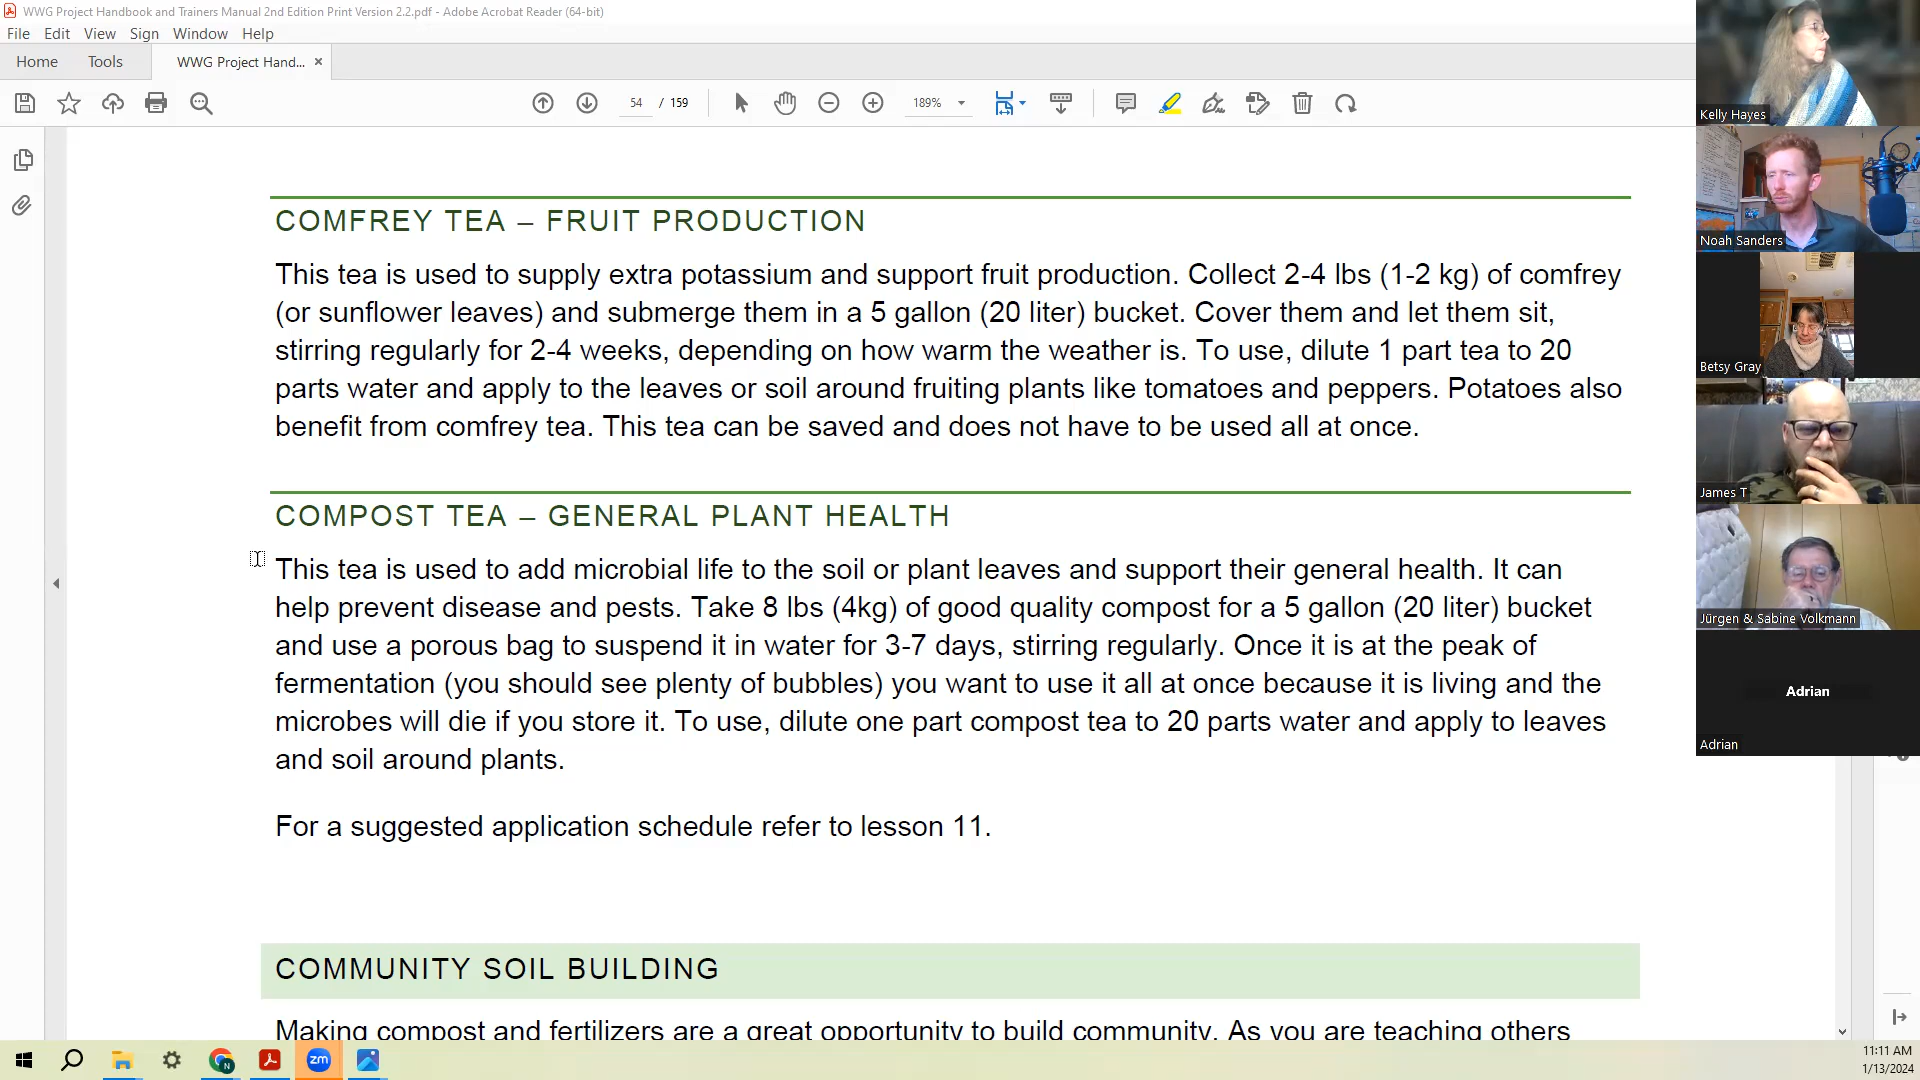 WWG Project Handbook and Trainers Manual 2nd Edition Print Version 2.2.pdf - Adobe Acrobat Reader (64-bit)
File Edit View Sign Window Help
Home Tools WWG Project Hand... ×
54 / 159 189%
COMFREY TEA – FRUIT PRODUCTION
This tea is used to supply extra potassium and support fruit production. Collect 2-4 lbs (1-2 kg) of comfrey
(or sunflower leaves) and submerge them in a 5 gallon (20 liter) bucket. Cover them and let them sit,
stirring regularly for 2-4 weeks, depending on how warm the weather is. To use, dilute 1 part tea to 20
parts water and apply to the leaves or soil around fruiting plants like tomatoes and peppers. Potatoes also
benefit from comfrey tea. This tea can be saved and does not have to be used all at once.
COMPOST TEA – GENERAL PLANT HEALTH
This tea is used to add microbial life to the soil or plant leaves and support their general health. It can
help prevent disease and pests. Take 8 lbs (4kg) of good quality compost for a 5 gallon (20 liter) bucket
and use a porous bag to suspend it in water for 3-7 days, stirring regularly. Once it is at the peak of
fermentation (you should see plenty of bubbles) you want to use it all at once because it is living and the
microbes will die if you store it. To use, dilute one part compost tea to 20 parts water and apply to leaves
and soil around plants.
For a suggested application schedule refer to lesson 11.
COMMUNITY SOIL BUILDING
Making compost and fertilizers are a great opportunity to build community. As you are teaching others
Kelly Hayes
Noah Sanders
Betsy Gray
James T
Jürgen & Sabine Volkmann
Adrian
Adrian
zm
N
11:11 AM
1/13/2024